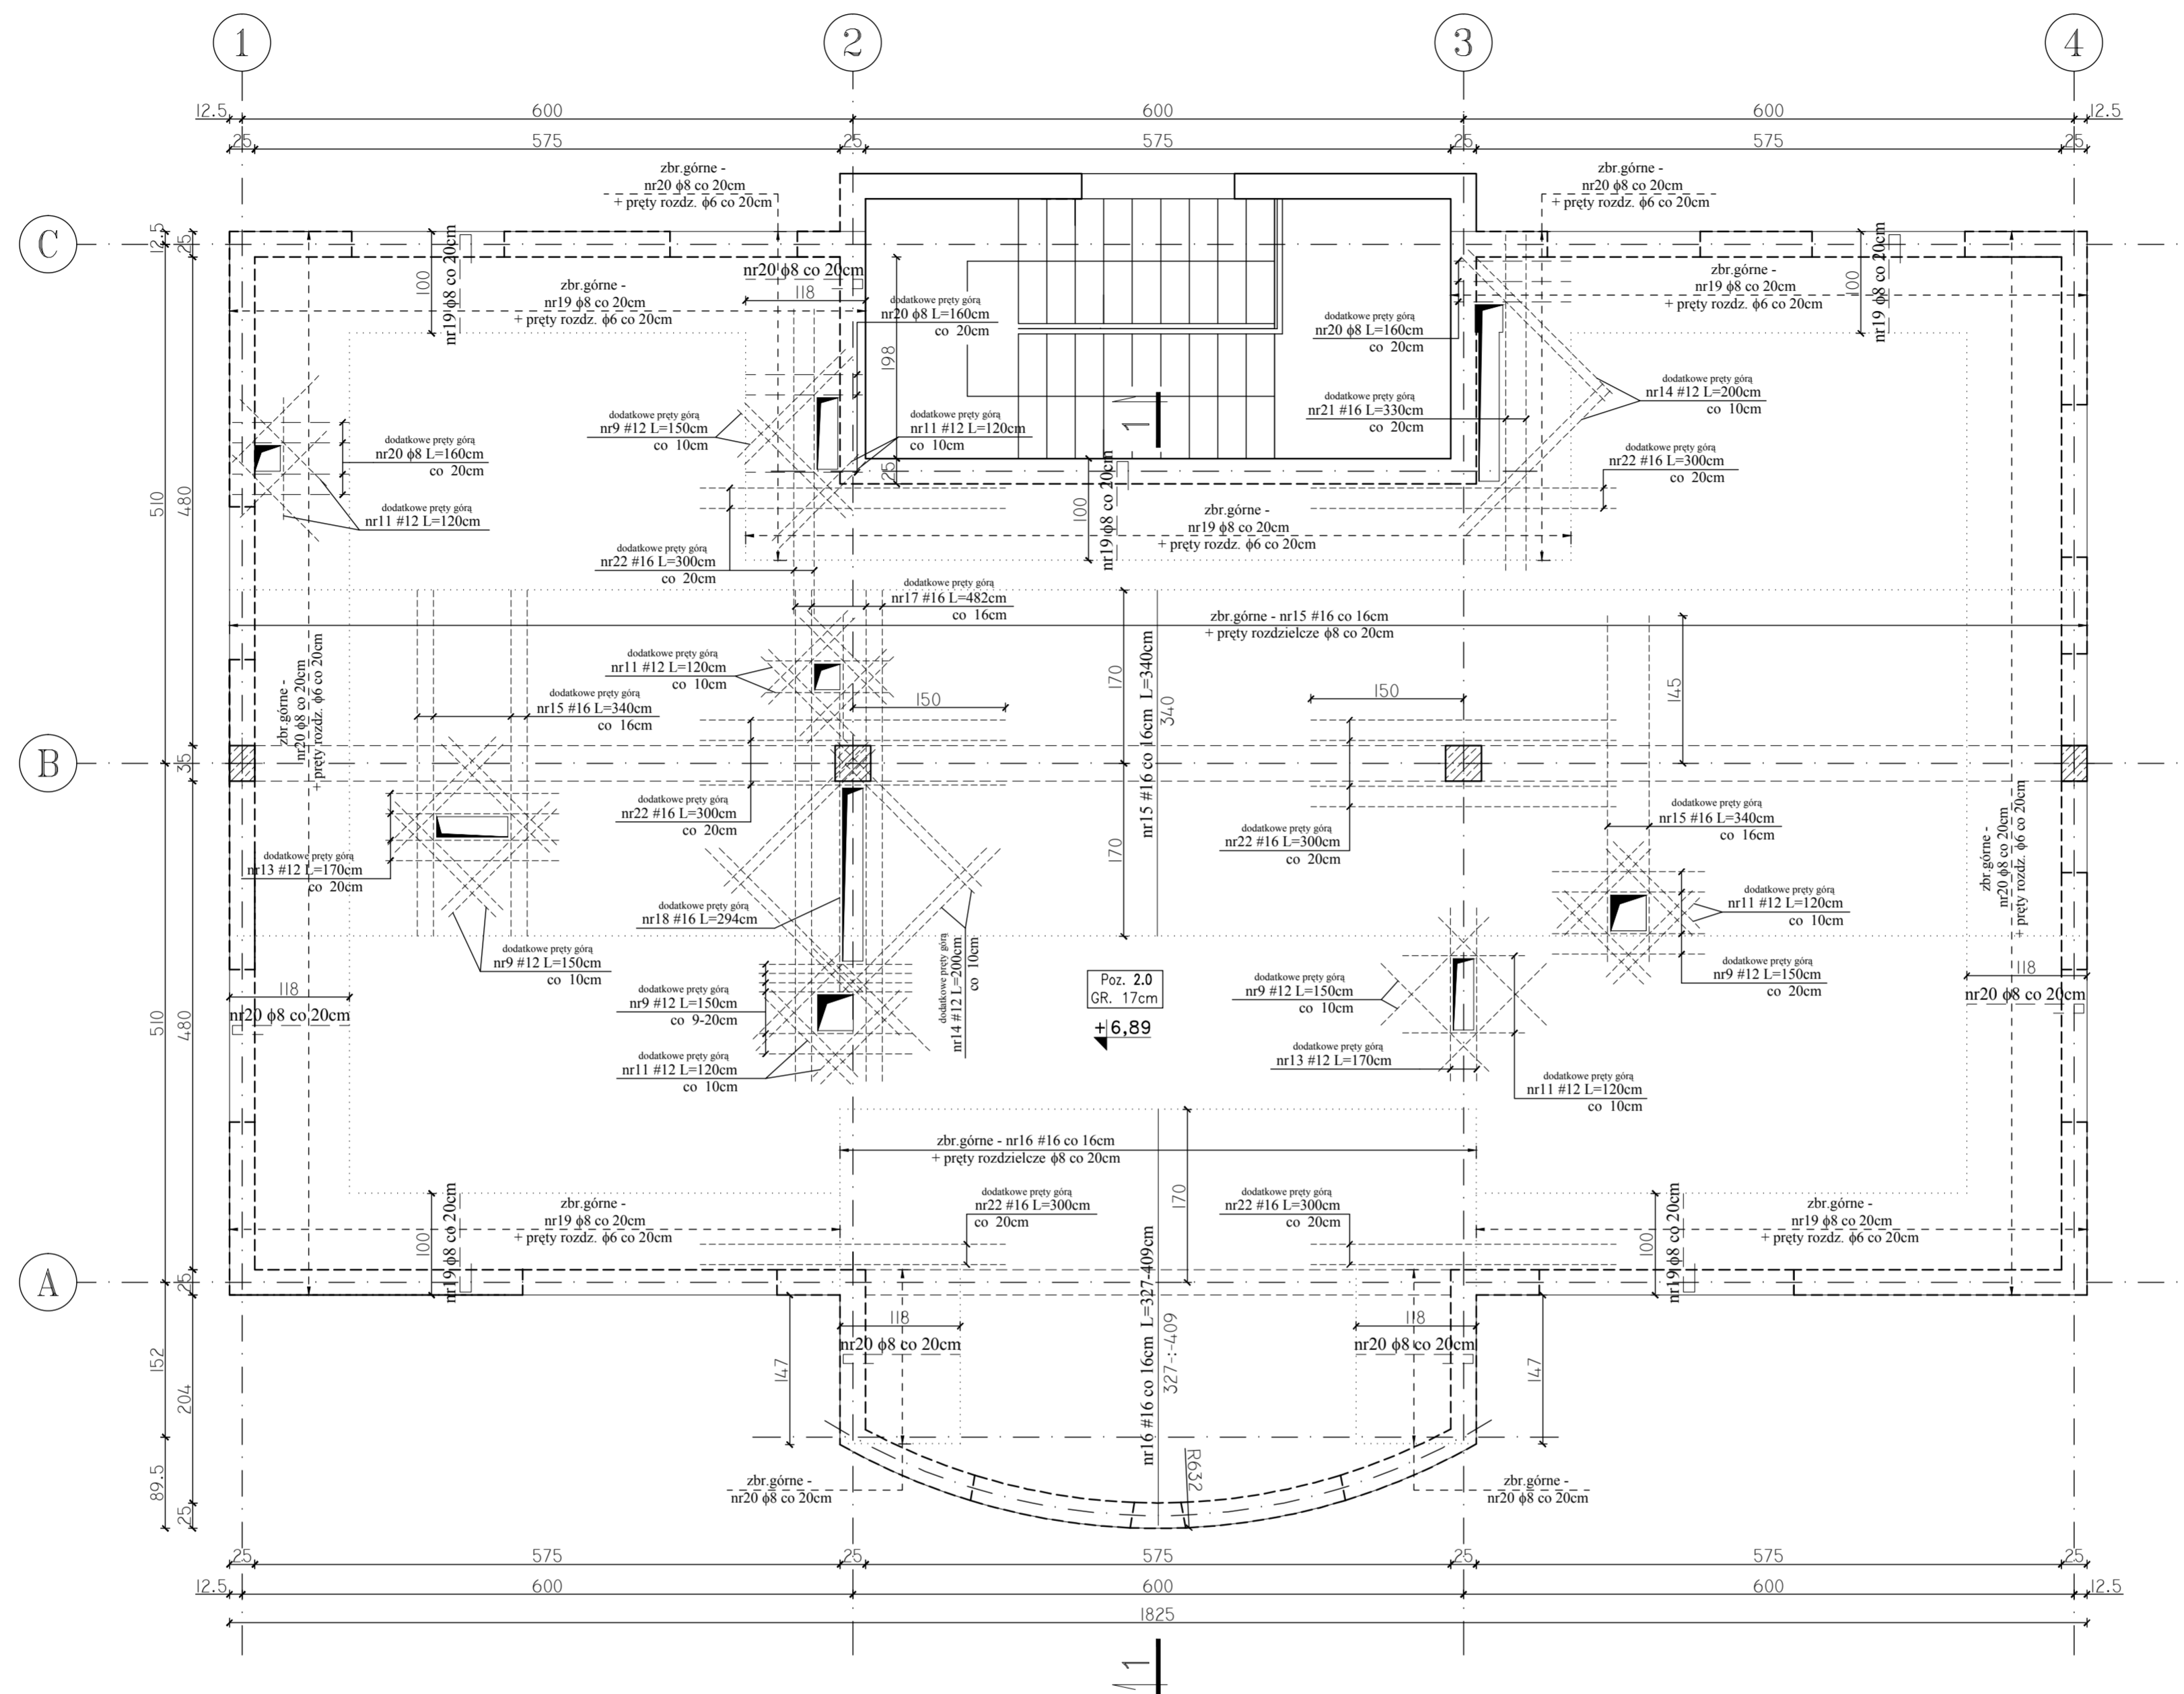 1
2
3
4
12.5
600
600
600
12.5
25
575
25
575
25
575
25
zbr.górne -
nr20 ϕ8 co 20cm
+ pręty rozdz. ϕ6 co 20cm
zbr.górne -
nr20 ϕ8 co 20cm
+ pręty rozdz. ϕ6 co 20cm
C
12.5
25
100
nr19 ϕ8 co 20cm
zbr.górne -
nr19 ϕ8 co 20cm
+ pręty rozdz. ϕ6 co 20cm
nr20 ϕ8 co 20cm
118
dodatkowe pręty górą
nr20 ϕ8 L=160cm
co 20cm
198
dodatkowe pręty górą
nr20 ϕ8 L=160cm
co 20cm
zbr.górne -
nr19 ϕ8 co 20cm
+ pręty rozdz. ϕ6 co 20cm
100
nr19 ϕ8 co 20cm
dodatkowe pręty górą
nr14 #12 L=200cm
co 10cm
dodatkowe pręty górą
nr21 #16 L=330cm
co 20cm
dodatkowe pręty górą
nr9 #12 L=150cm
co 10cm
dodatkowe pręty górą
nr11 #12 L=120cm
co 10cm
1
dodatkowe pręty górą
nr20 ϕ8 L=160cm
co 20cm
dodatkowe pręty górą
nr22 #16 L=300cm
co 20cm
25
510
480
dodatkowe pręty górą
nr11 #12 L=120cm
100
nr19 ϕ8 co 20cm
zbr.górne -
nr19 ϕ8 co 20cm
+ pręty rozdz. ϕ6 co 20cm
dodatkowe pręty górą
nr22 #16 L=300cm
co 20cm
dodatkowe pręty górą
nr17 #16 L=482cm
co 16cm
zbr.górne - nr15 #16 co 16cm
+ pręty rozdzielcze ϕ8 co 20cm
zbr.górne -
nr20 ϕ8 co 20cm
+ pręty rozdz. ϕ6 co 20cm
dodatkowe pręty górą
nr11 #12 L=120cm
co 10cm
dodatkowe pręty górą
nr15 #16 L=340cm
co 16cm
150
170
nr15 #16 co 16cm L=340cm
340
150
145
B
35
dodatkowe pręty górą
nr22 #16 L=300cm
co 20cm
170
dodatkowe pręty górą
nr22 #16 L=300cm
co 20cm
dodatkowe pręty górą
nr15 #16 L=340cm
co 16cm
zbr.górne -
nr20 ϕ8 co 20cm
+ pręty rozdz. ϕ6 co 20cm
dodatkowe pręty górą
nr13 #12 L=170cm
co 20cm
dodatkowe pręty górą
nr18 #16 L=294cm
dodatkowe pręty górą
nr11 #12 L=120cm
co 10cm
dodatkowe pręty górą
nr9 #12 L=150cm
co 10cm
dodatkowe pręty górą
nr14 #12 L=200cm
co 10cm
dodatkowe pręty górą
nr9 #12 L=150cm
co 20cm
118
nr20 ϕ8 co 20cm
510
480
dodatkowe pręty górą
nr9 #12 L=150cm
co 9-20cm
Poz. 2.0
GR. 17cm
+6,89
dodatkowe pręty górą
nr9 #12 L=150cm
co 10cm
118
nr20 ϕ8 co 20cm
dodatkowe pręty górą
nr11 #12 L=120cm
co 10cm
dodatkowe pręty górą
nr13 #12 L=170cm
dodatkowe pręty górą
nr11 #12 L=120cm
co 10cm
zbr.górne - nr16 #16 co 16cm
+ pręty rozdzielcze ϕ8 co 20cm
170
100
nr19 ϕ8 co 20cm
zbr.górne -
nr19 ϕ8 co 20cm
+ pręty rozdz. ϕ6 co 20cm
dodatkowe pręty górą
nr22 #16 L=300cm
co 20cm
dodatkowe pręty górą
nr22 #16 L=300cm
co 20cm
100
nr19 ϕ8 co 20cm
zbr.górne -
nr19 ϕ8 co 20cm
+ pręty rozdz. ϕ6 co 20cm
A
25
118
nr20 ϕ8 co 20cm
nr16 #16 co 16cm L=327-409cm
327-:-409
118
nr20 ϕ8 co 20cm
147
147
152
204
89.5
25
R632
zbr.górne -
nr20 ϕ8 co 20cm
zbr.górne -
nr20 ϕ8 co 20cm
25
575
25
575
25
575
25
12.5
600
600
600
12.5
1825
1